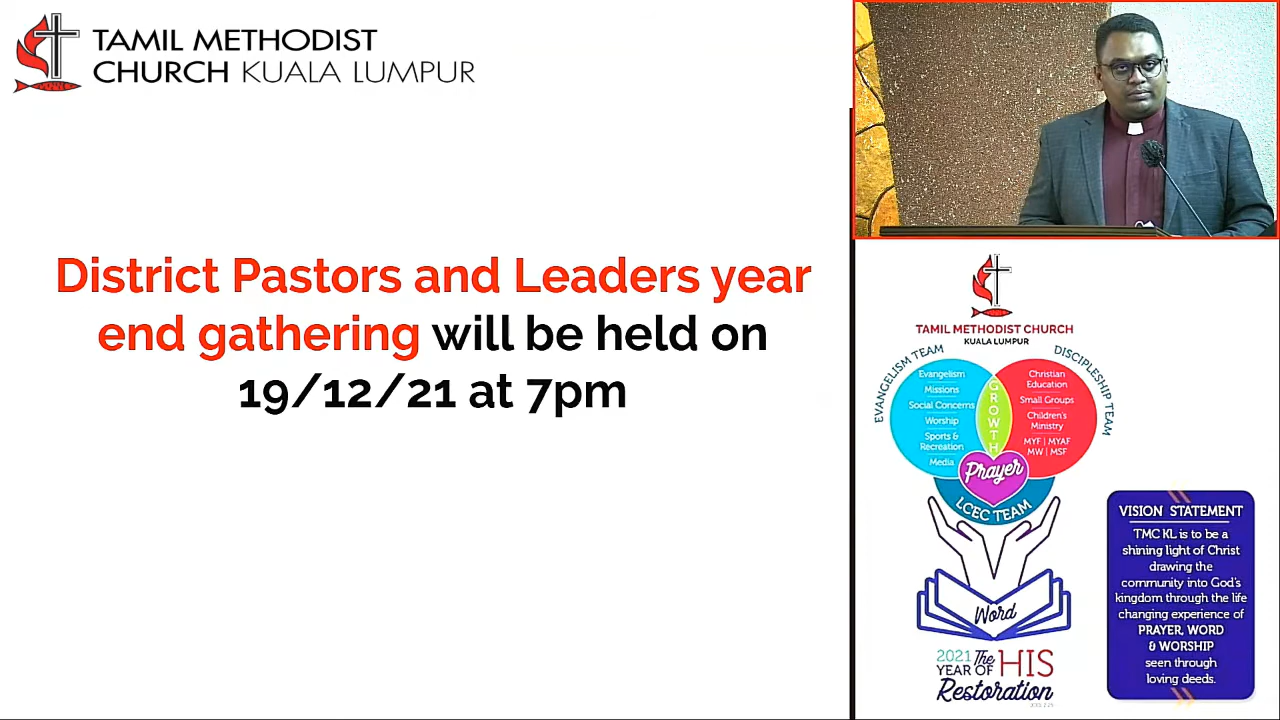 TAMIL METHODIST
CHURCH KUALA LUMPUR
District Pastors and Leaders year
end gathering will be held on
19/12/21 at 7pm
TAMIL METHODIST CHURCH
KUALA LUMPUR
EVANGELISM TEAM
DISCIPLESHIP TEAM
Evangelism
Missions
Social Concerns
Worship
Sports &
Recreation
Media
GROWTH
Christian
Education
Small Groups
Children's
Ministry
MYF | MYAF
MW | MSF
Prayer
LCEC TEAM
Word
2021 The
YEAR OF HIS
Restoration
VISION STATEMENT
TMC KL is to be a
shining light of Christ
drawing the
community into God's
kingdom through the life
changing experience of
PRAYER, WORD
& WORSHIP
seen through
loving deeds.